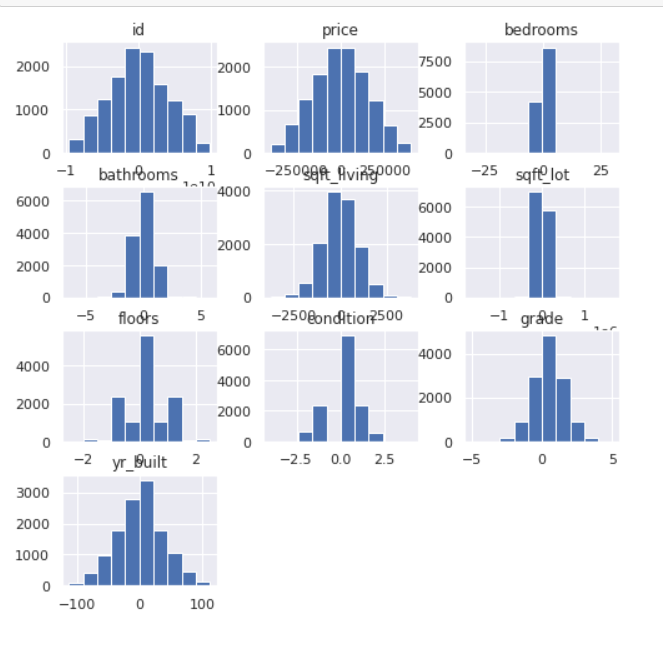 id price bedrooms
2000 2000 7500
1000 1000 5000
2500
0 0 0
−1 0 1 −250000 0 250000 −25 0 25
1e10
bathrooms sqft_living sqft_lot
6000 4000 6000
4000 2000 4000
2000 2000
0 0 0
−5 0 5 −2500 0 2500 −1 0 1
1e6
floors condition grade
4000 6000 4000
2000 4000 2000
2000
0 0 0
−2 0 2 −2.5 0.0 2.5 −5 0 5
yr_built
3000
2000
1000
0
−100 0 100